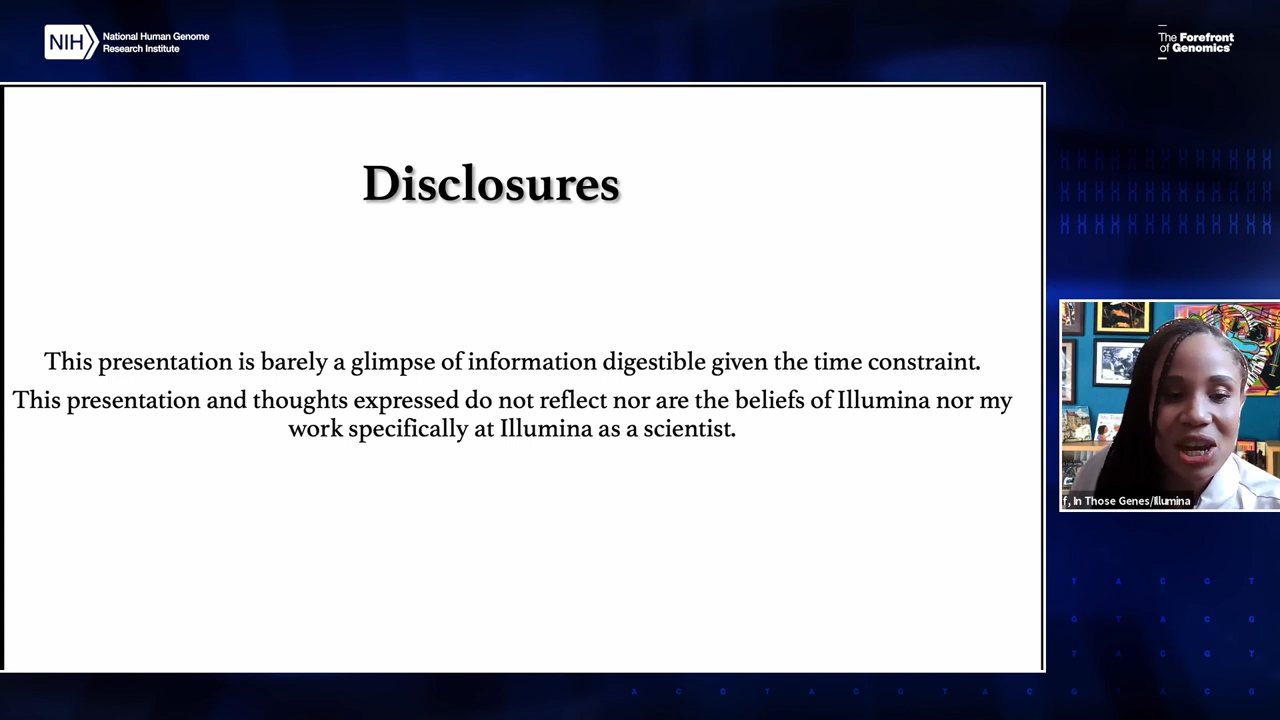 NIH National Human Genome
Research Institute
The Forefront
of Genomics®
Disclosures
This presentation is barely a glimpse of information digestible given the time constraint.
This presentation and thoughts expressed do not reflect nor are the beliefs of Illumina nor my
work specifically at Illumina as a scientist.
f, In Those Genes/Illumina
T A C G T
G T A C G
T A C G T
A C G T A C G T A C G T A C G